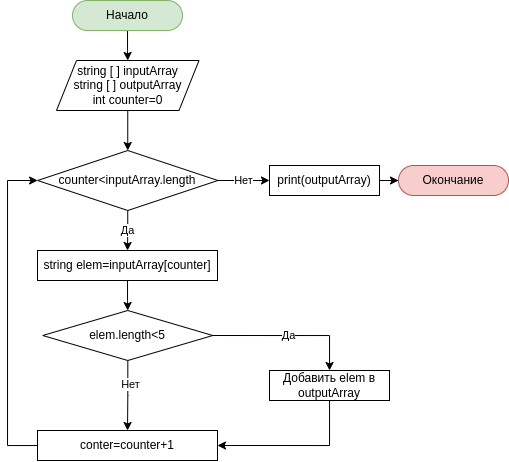 Начало
string [ ] inputArray
string [ ] outputArray
int counter=0
counter<inputArray.length
Нет
print(outputArray)
Окончание
Да
string elem=inputArray[counter]
elem.length<5
Да
Нет
Добавить elem в
outputArray
conter=counter+1